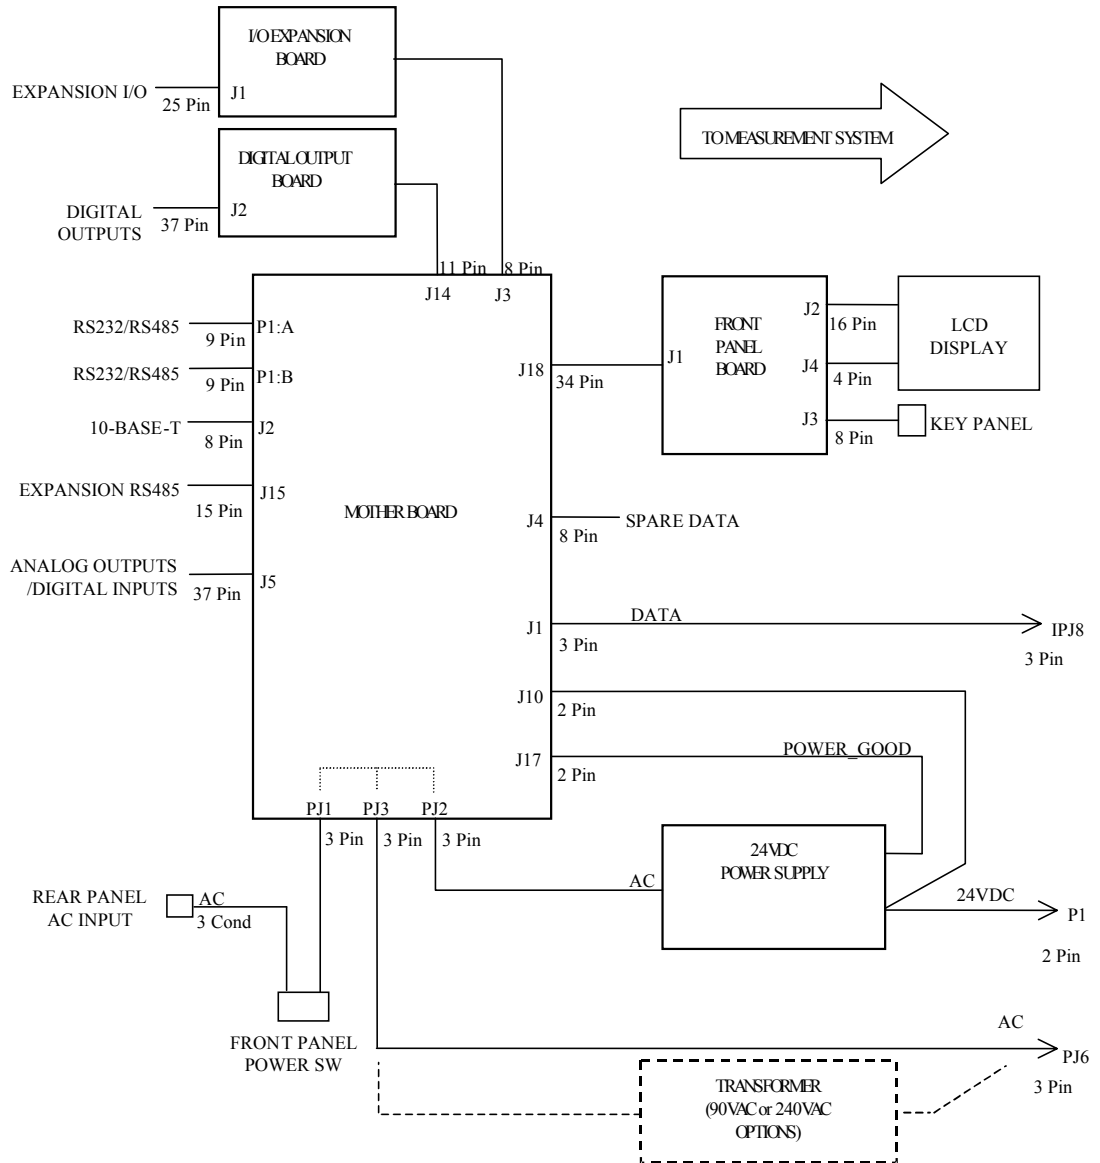 I/O EXPANSION
BOARD
EXPANSION I/O
J1
25 Pin
TO MEASUREMENT SYSTEM
DIGITAL OUTPUT
BOARD
DIGITAL
OUTPUTS
J2
37 Pin
11 Pin
8 Pin
J14
J3
RS232/RS485
P1:A
9 Pin
RS232/RS485
P1:B
9 Pin
10-BASE-T
J2
8 Pin
EXPANSION RS485
J15
15 Pin
ANALOG OUTPUTS
/DIGITAL INPUTS
J5
37 Pin
MOTHER BOARD
J18
34 Pin
J1
FRONT
PANEL
BOARD
J2
16 Pin
J4
4 Pin
LCD
DISPLAY
J3
8 Pin
KEY PANEL
J4
8 Pin
SPARE DATA
J1
3 Pin
DATA
IPJ8
3 Pin
J10
2 Pin
J17
2 Pin
POWER_GOOD
PJ1
PJ3
PJ2
3 Pin
3 Pin
3 Pin
24VDC
POWER SUPPLY
AC
24VDC
P1
2 Pin
REAR PANEL
AC INPUT
AC
3 Cond
FRONT PANEL
POWER SW
AC
PJ6
3 Pin
TRANSFORMER
(90VAC or 240VAC
OPTIONS)